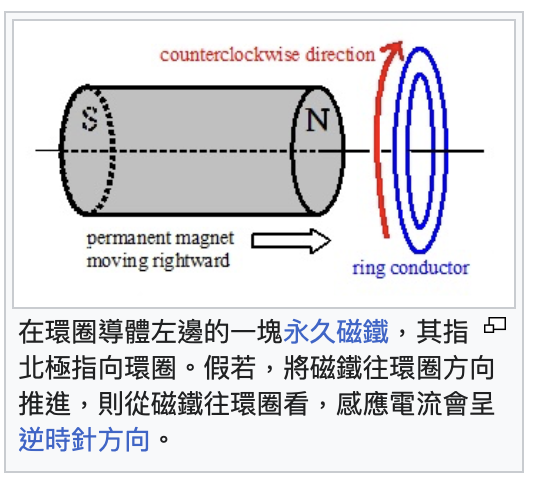 counterclockwise direction
S
N
permanent magnet
moving rightward
ring conductor
在環圈導體左邊的一塊永久磁鐵，其指
北極指向環圈。假若，將磁鐵往環圈方向
推進，則從磁鐵往環圈看，感應電流會呈
逆時針方向。